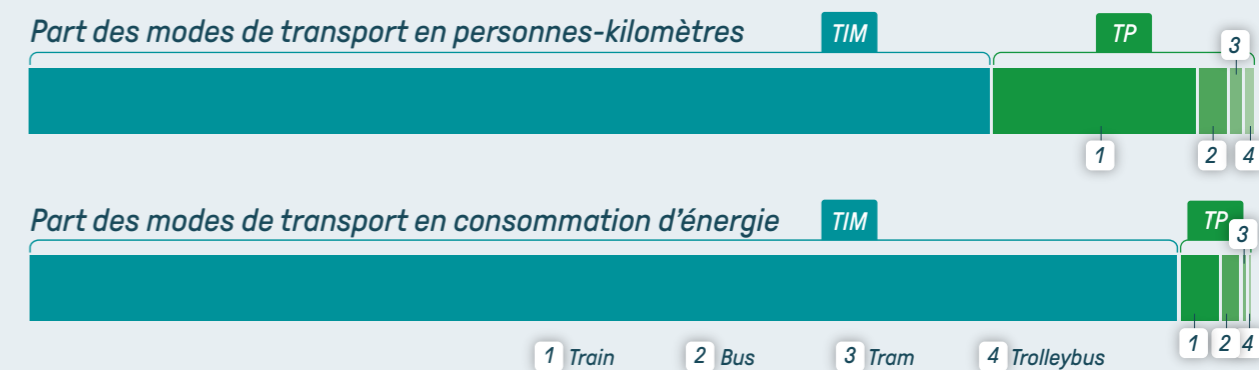 Part des modes de transport en personnes-kilomètres TIM TP
3
1 2 4
Part des modes de transport en consommation d'énergie TIM TP
3
1 2 4
1 Train 2 Bus 3 Tram 4 Trolleybus